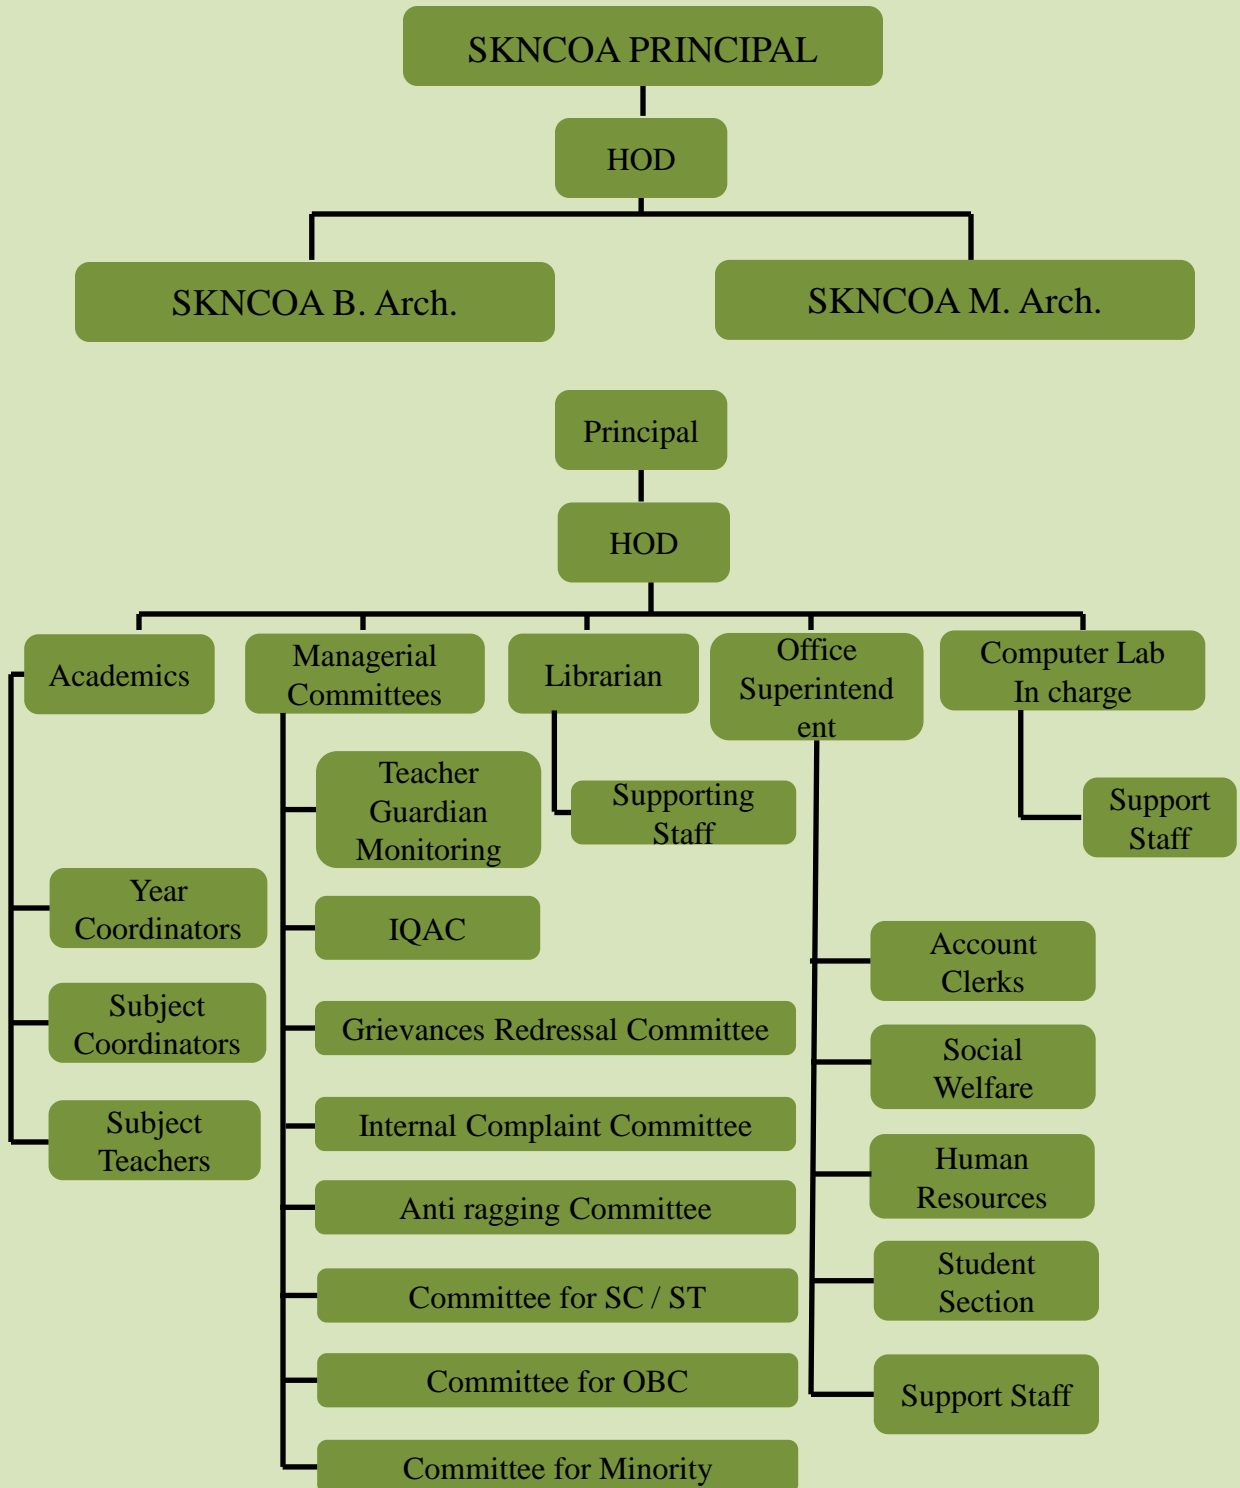 SKNCOA PRINCIPAL
HOD
SKNCOA B. Arch.
SKNCOA M. Arch.
Principal
HOD
Academics
Managerial
Committees
Librarian
Office
Superintend
ent
Computer Lab
In charge
Year
Coordinators
Subject
Coordinators
Subject
Teachers
Teacher
Guardian
Monitoring
IQAC
Grievances Redressal Committee
Internal Complaint Committee
Anti ragging Committee
Committee for SC / ST
Committee for OBC
Committee for Minority
Supporting
Staff
Account
Clerks
Social
Welfare
Human
Resources
Student
Section
Support Staff
Support
Staff